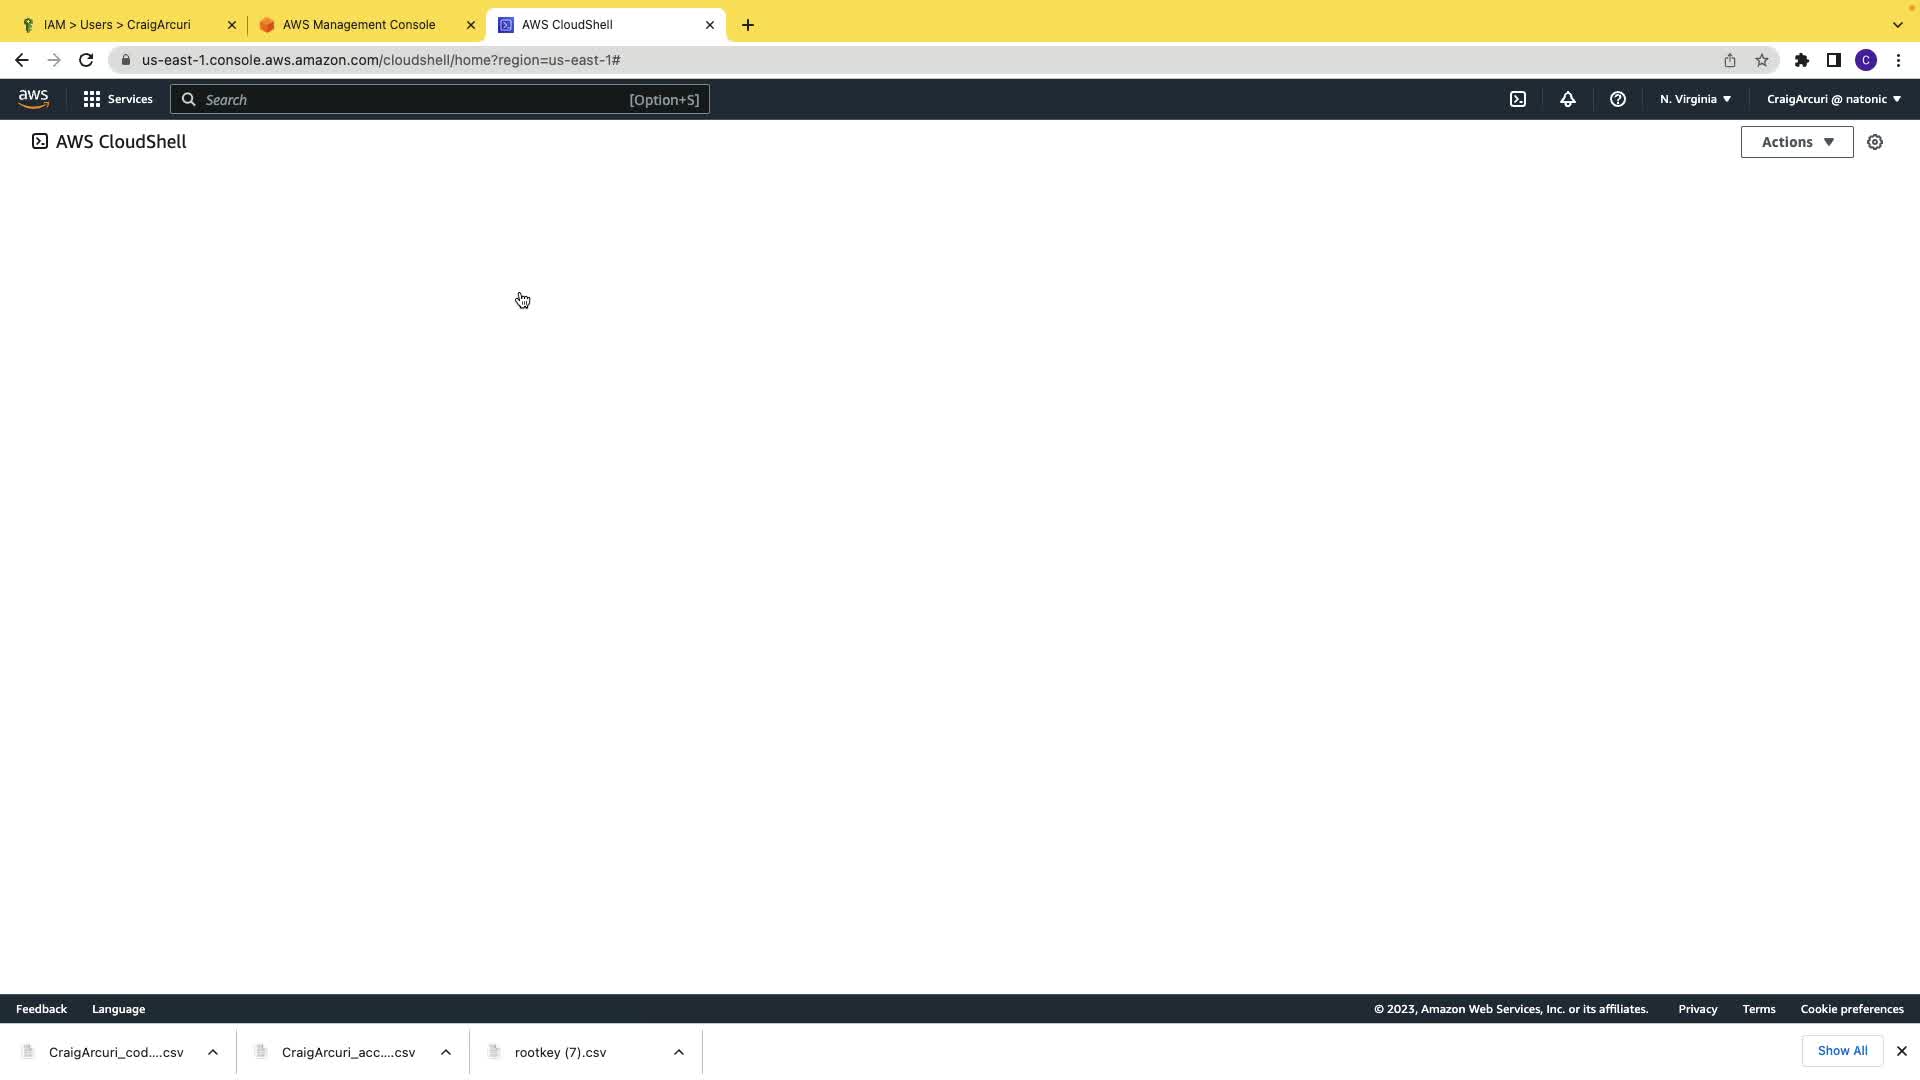 IAM > Users > CraigArcuri
AWS Management Console
AWS CloudShell
us-east-1.console.aws.amazon.com/cloudshell/home?region=us-east-1#
C
aws
Services
Search
[Option+S]
N. Virginia
CraigArcuri @ natonic
AWS CloudShell
Actions
Feedback
Language
© 2023, Amazon Web Services, Inc. or its affiliates.
Privacy
Terms
Cookie preferences
CraigArcuri_cod....csv
CraigArcuri_acc....csv
rootkey (7).csv
Show All